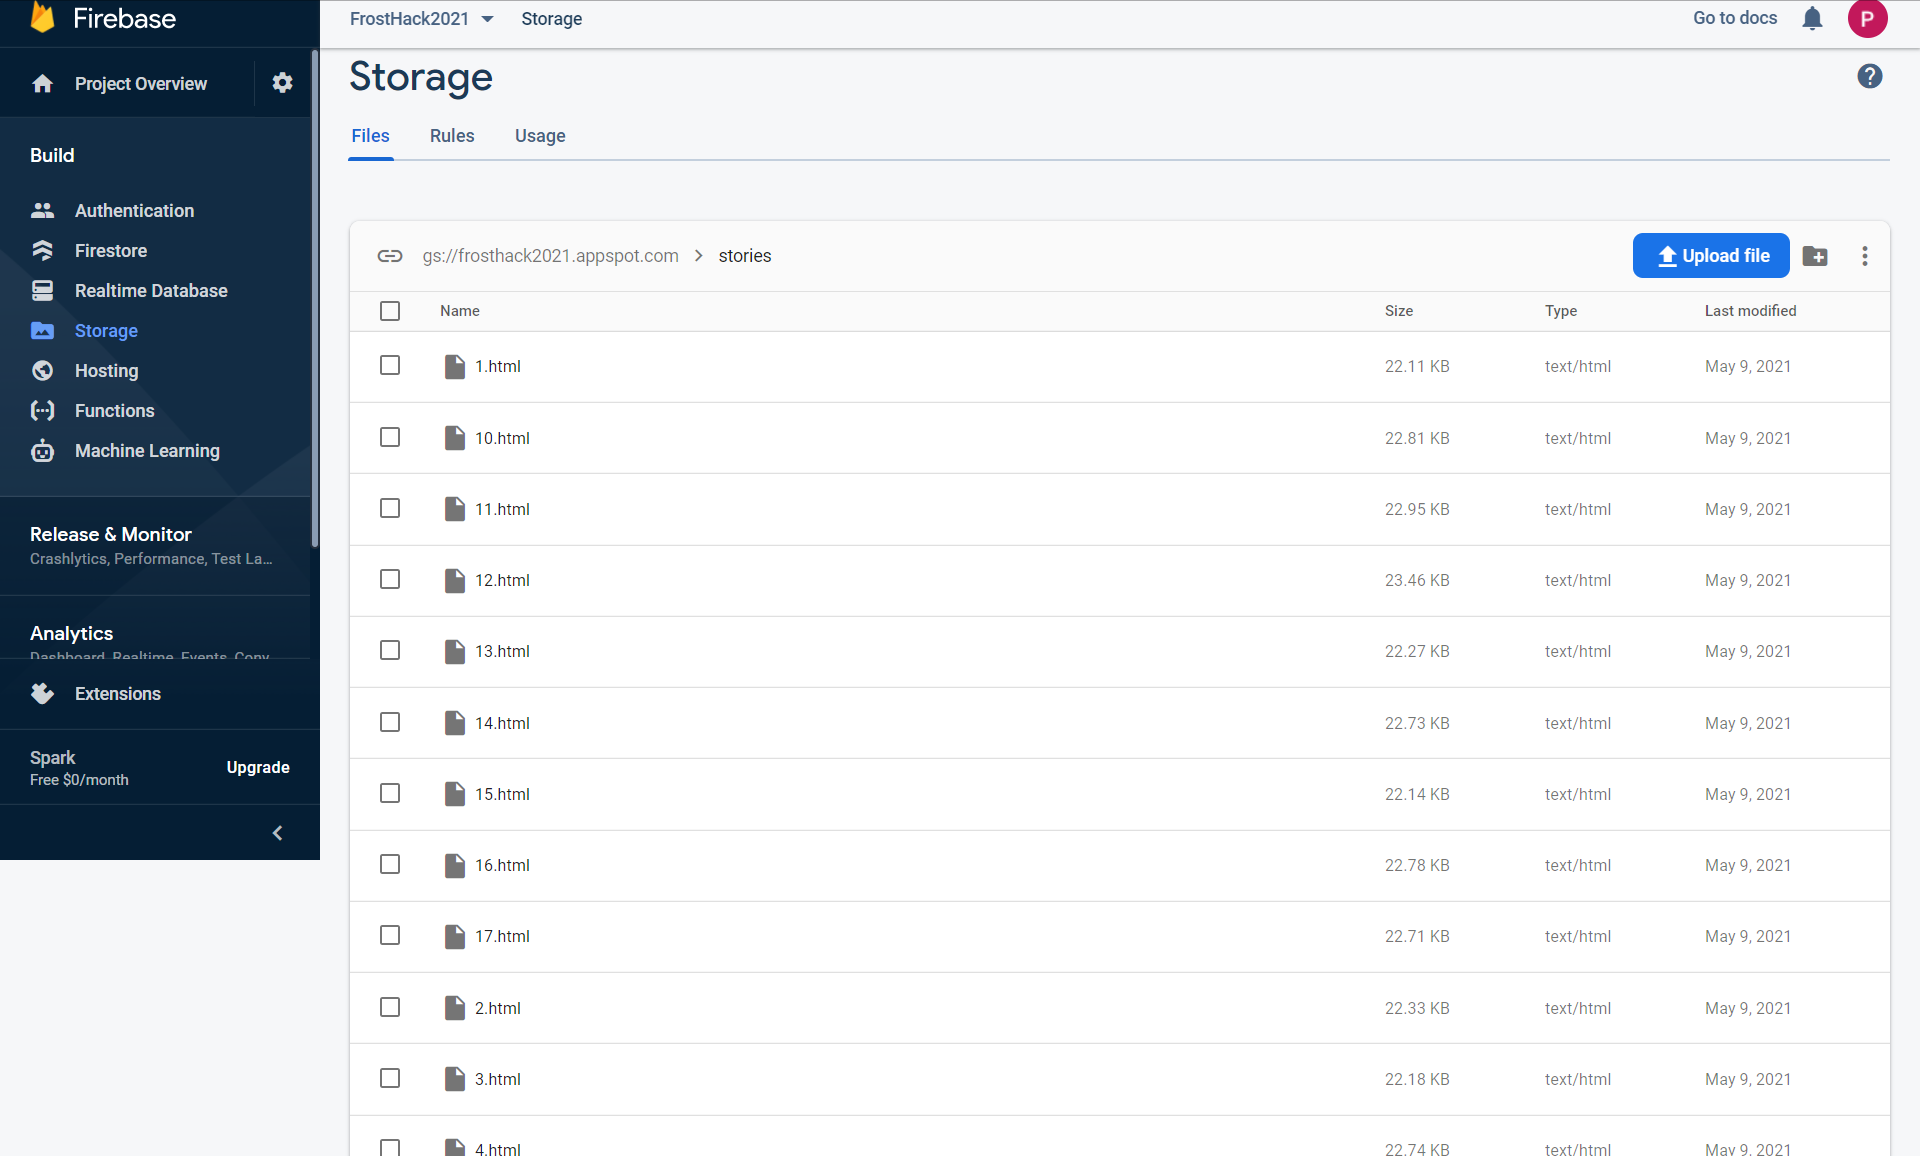 Firebase
FrostHack2021 Storage Go to docs P
Project Overview
Build
Authentication
Firestore
Realtime Database
Storage
Hosting
Functions
Machine Learning
Release & Monitor
Crashlytics, Performance, Test La...
Analytics
Dashboard, Realtime, Events, Conv
Extensions
Spark
Free $0/month
Upgrade
Storage
?
Files Rules Usage
gs://frosthack2021.appspot.com > stories Upload file
Name Size Type Last modified
1.html 22.11 KB text/html May 9, 2021
10.html 22.81 KB text/html May 9, 2021
11.html 22.95 KB text/html May 9, 2021
12.html 23.46 KB text/html May 9, 2021
13.html 22.27 KB text/html May 9, 2021
14.html 22.73 KB text/html May 9, 2021
15.html 22.14 KB text/html May 9, 2021
16.html 22.78 KB text/html May 9, 2021
17.html 22.71 KB text/html May 9, 2021
2.html 22.33 KB text/html May 9, 2021
3.html 22.18 KB text/html May 9, 2021
4.html 22.74 KB text/html May 9, 2021